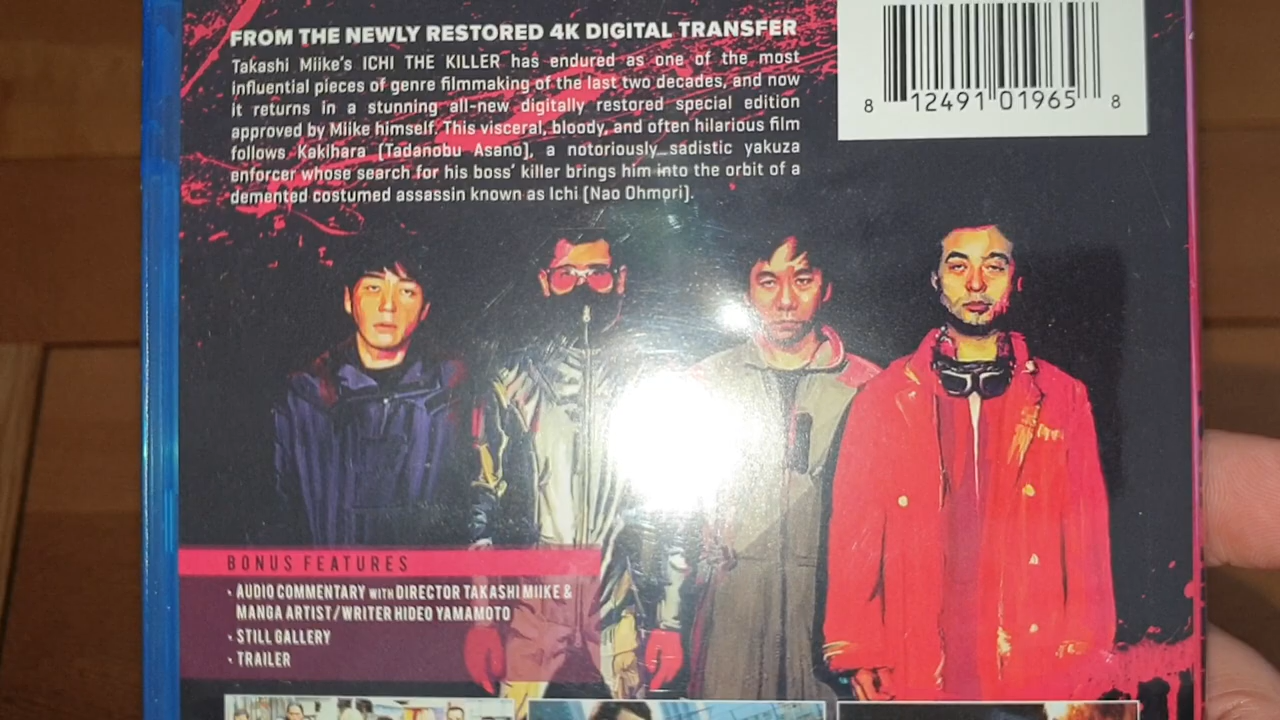 FROM THE NEWLY RESTORED 4K DIGITAL TRANSFER
Takashi Miike's ICHI THE KILLER has endured as one of the most
influential pieces of genre filmmaking of the last two decades, and now
it returns in a stunning all-new digitally restored special edition
approved by Miike himself. This visceral, bloody, and often hilarious film
follows Kakihara [Tadanobu Asano], a notoriously sadistic yakuza
enforcer whose search for his boss' killer brings him into the orbit of a
demented costumed assassin known as Ichi [Nao Ohmori].
8 12491 01965 8
BONUS FEATURES
• AUDIO COMMENTARY WITH DIRECTOR TAKASHI MIIKE &
MANGA ARTIST/WRITER HIDEO YAMAMOTO
• STILL GALLERY
• TRAILER